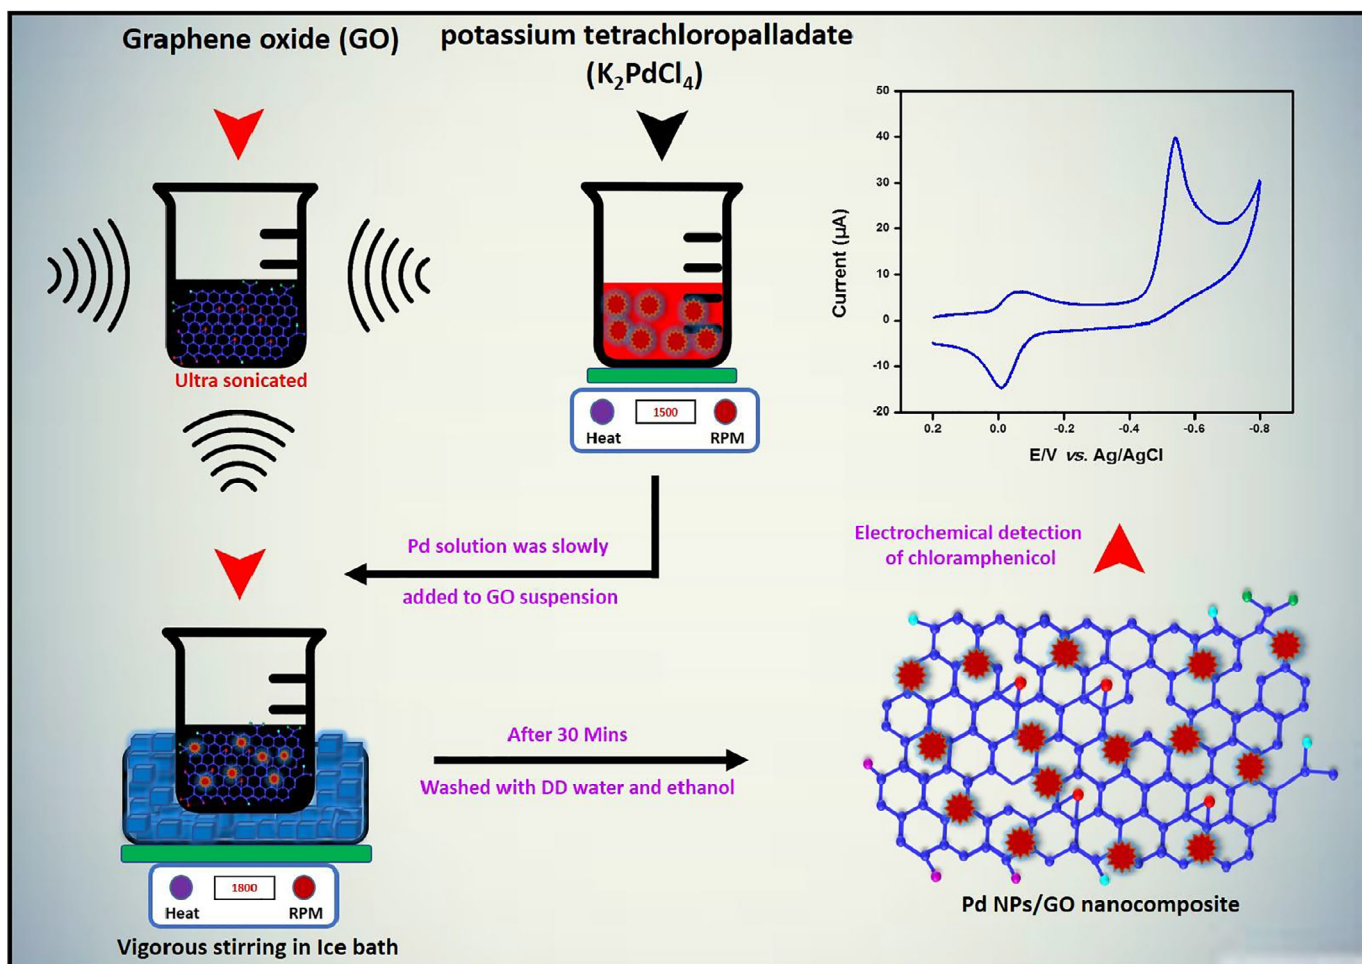 Graphene oxide (GO)
potassium tetrachloropalladate
(K₂PdCl₄)
Ultra sonicated
1500
Heat
RPM
Pd solution was slowly
added to GO suspension
1800
Heat
RPM
Vigorous stirring in Ice bath
After 30 Mins
Washed with DD water and ethanol
Pd NPs/GO nanocomposite
Electrochemical detection
of chloramphenicol
50
40
30
20
10
0
-10
-20
Current (µA)
0.2
0.0
-0.2
-0.4
-0.6
-0.8
E/V vs. Ag/AgCl